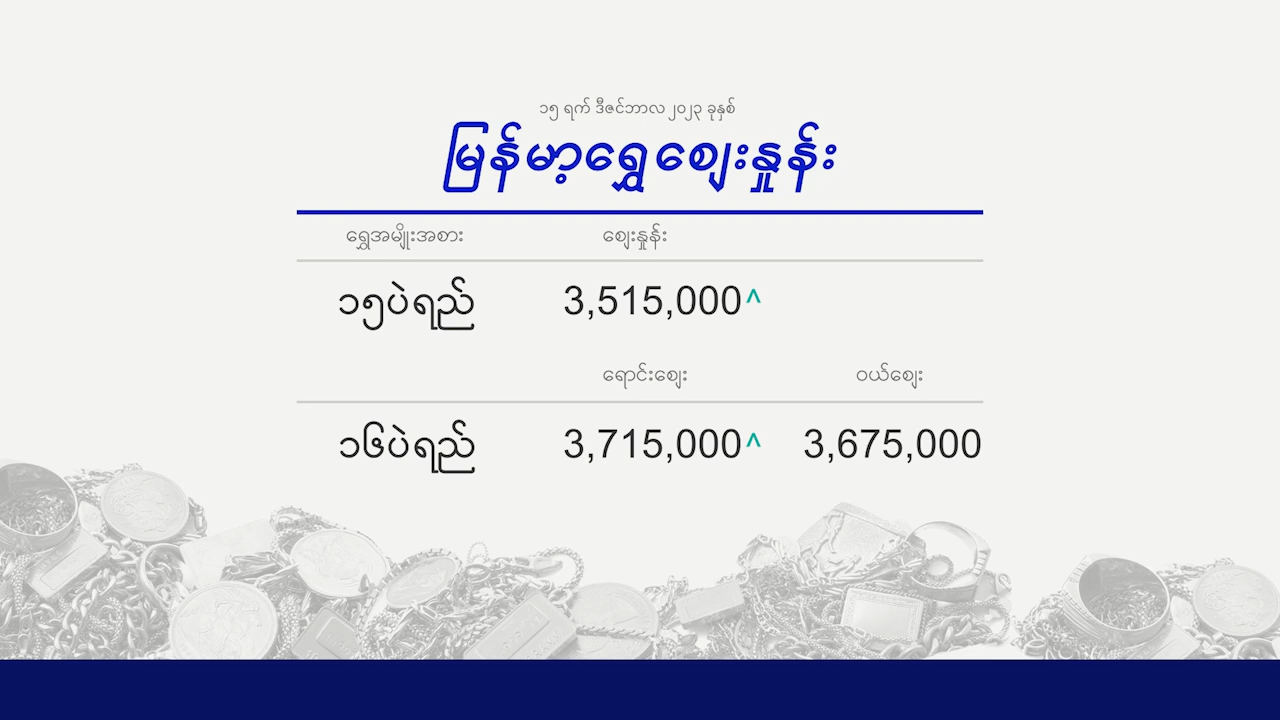 ၁၅ ရက် ဒီဇင်ဘာလ ၂၀၂၃ ခုနှစ်
မြန်မာ့ရွှေဈေးနှုန်း
ရွှေအမျိုးအစား ဈေးနှုန်း
၁၅ပဲရည် 3,515,000^
ရောင်းဈေး ဝယ်ဈေး
၁၆ပဲရည် 3,715,000^ 3,675,000